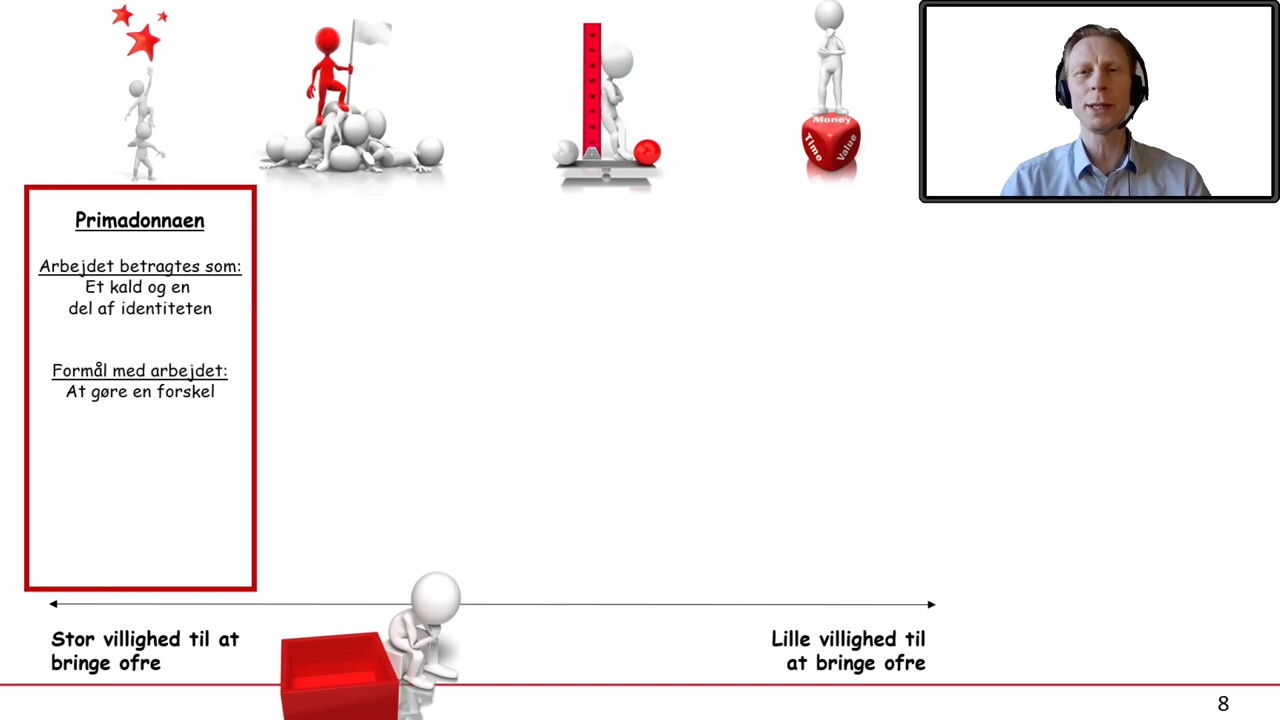 Money
Time
Value
Primadonnaen
Arbejdet betragtes som:
Et kald og en
del af identiteten
Formål med arbejdet:
At gøre en forskel
Stor villighed til at
bringe ofre
Lille villighed til
at bringe ofre
8